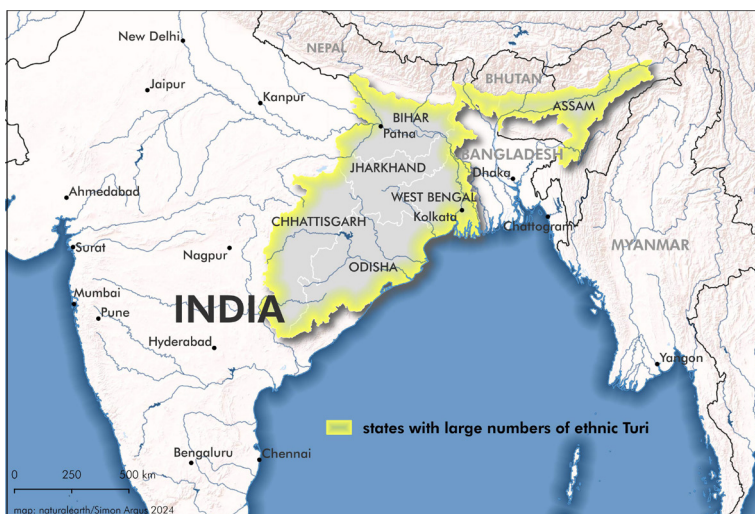 New Delhi
NEPAL
BHUTAN
Jaipur
Kanpur
ASSAM
BIHAR
Patna
BANGLADESH
JHARKHAND
Dhaka
Ahmedabad
WEST BENGAL
CHHATTISGARH
Kolkata
Chattogram
Surat
Nagpur
MYANMAR
ODISHA
Mumbai
INDIA
Pune
Hyderabad
Yangon
states with large numbers of ethnic Turi
Bengaluru
Chennai
0 250 500 km
map: naturalearth/Simon Argus 2024